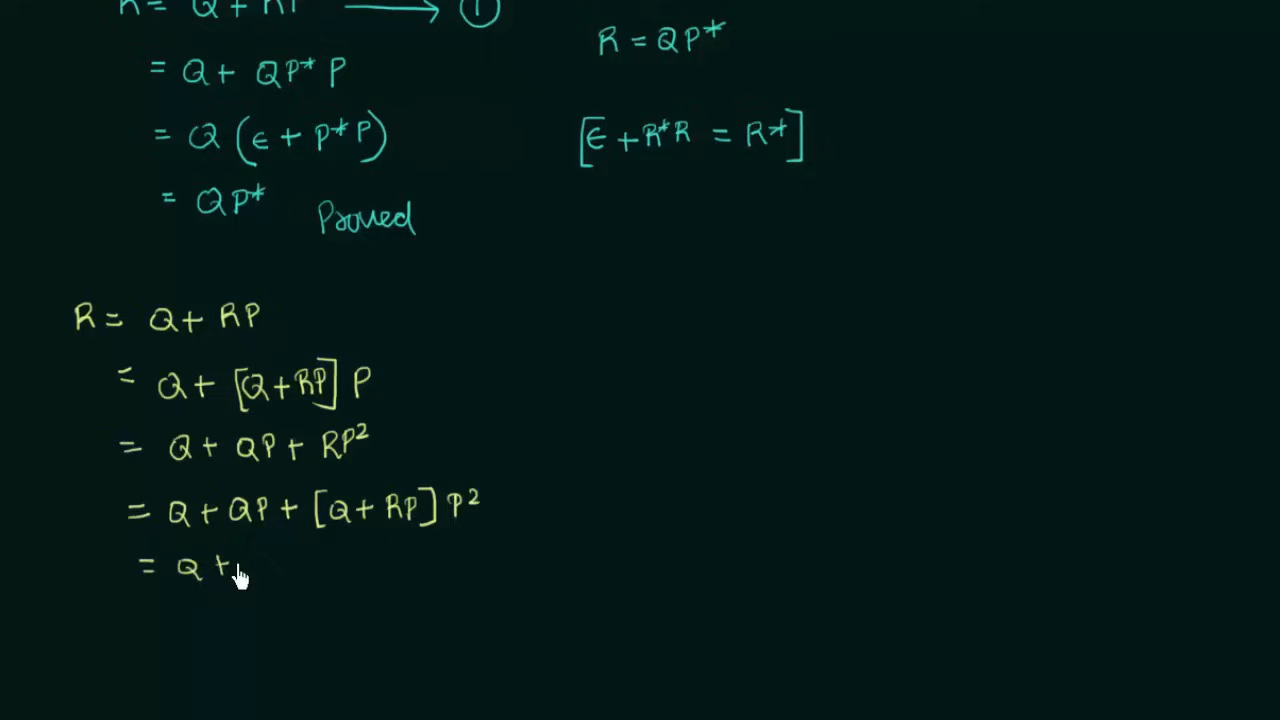 R = Q + RP ⟶ ①
= Q + QP* P
= Q (ϵ + P*P)
= QP* Proved
R = QP*
[ϵ + R*R = R*]
R = Q + RP
= Q + [Q + RP] P
= Q + QP + RP²
= Q + QP + [Q + RP] P²
= Q +